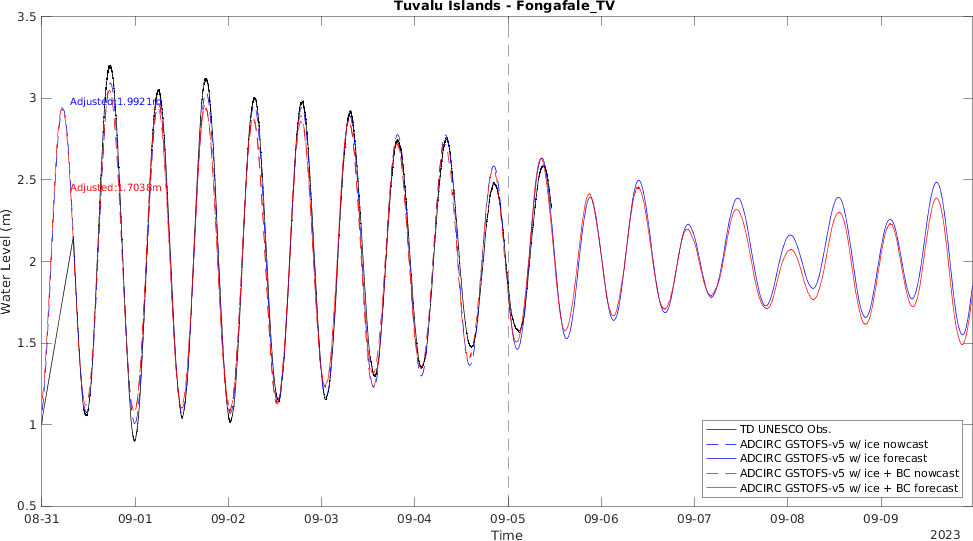 Tuvalu Islands - Fongafale_TV
3.5
3
2.5
2
1.5
1
0.5
Water Level (m)
Adjusted:1.9921m
Adjusted:1.7038m
TD UNESCO Obs.
ADCIRC GSTOFS-v5 w/ ice nowcast
ADCIRC GSTOFS-v5 w/ ice forecast
ADCIRC GSTOFS-v5 w/ ice + BC nowcast
ADCIRC GSTOFS-v5 w/ ice + BC forecast
08-31 09-01 09-02 09-03 09-04 09-05 09-06 09-07 09-08 09-09
Time
2023